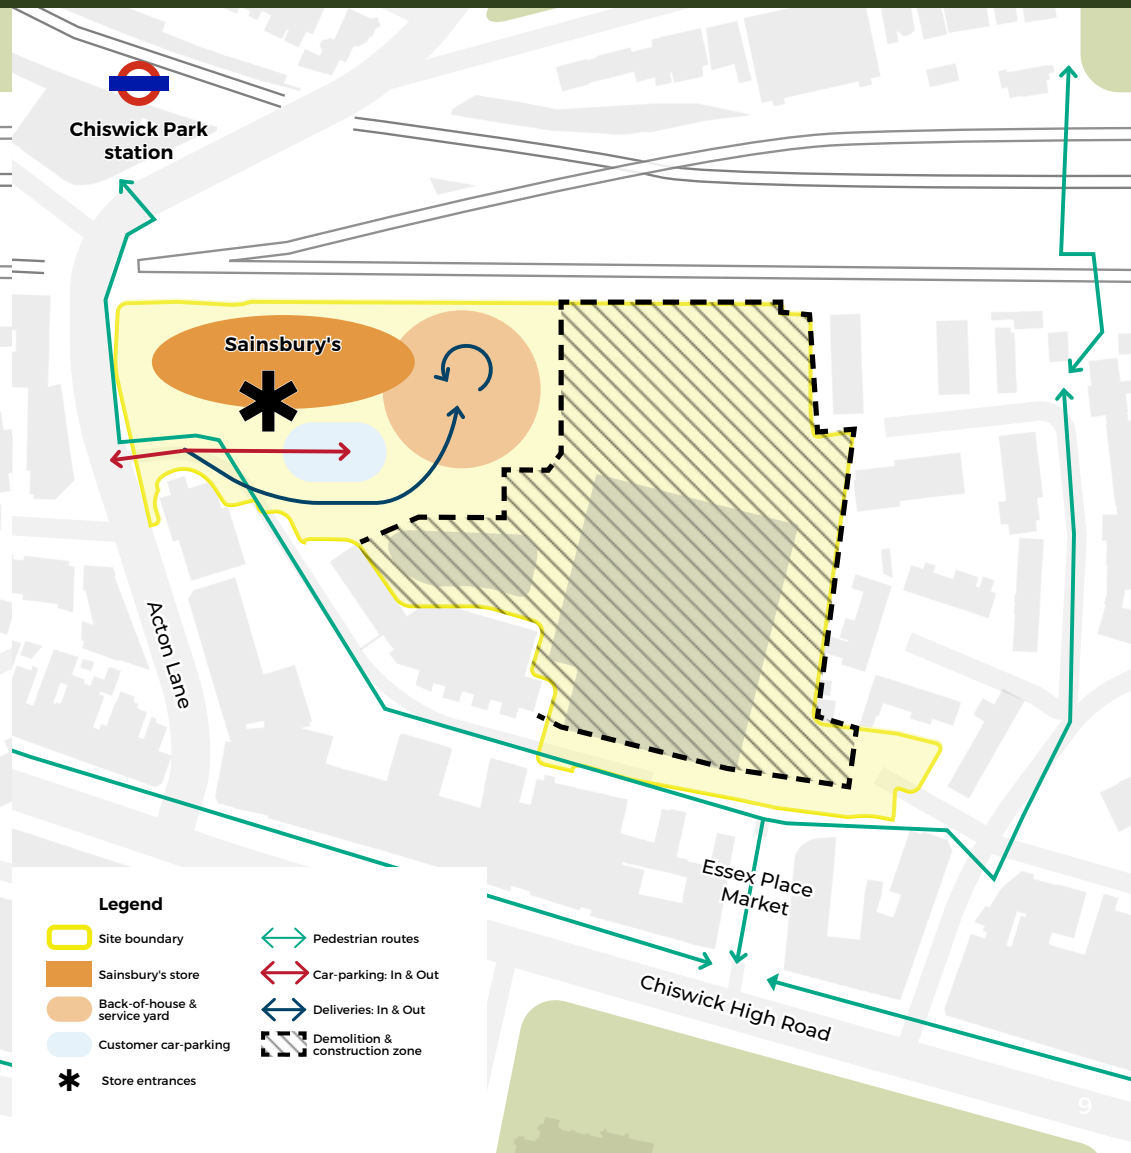 Chiswick Park
station
Sainsbury's
Acton Lane
Essex Place
Market
Chiswick High Road
Legend
Site boundary
Sainsbury's store
Back-of-house &
service yard
Customer car-parking
Store entrances
Pedestrian routes
Car-parking: In & Out
Deliveries: In & Out
Demolition &
construction zone
9